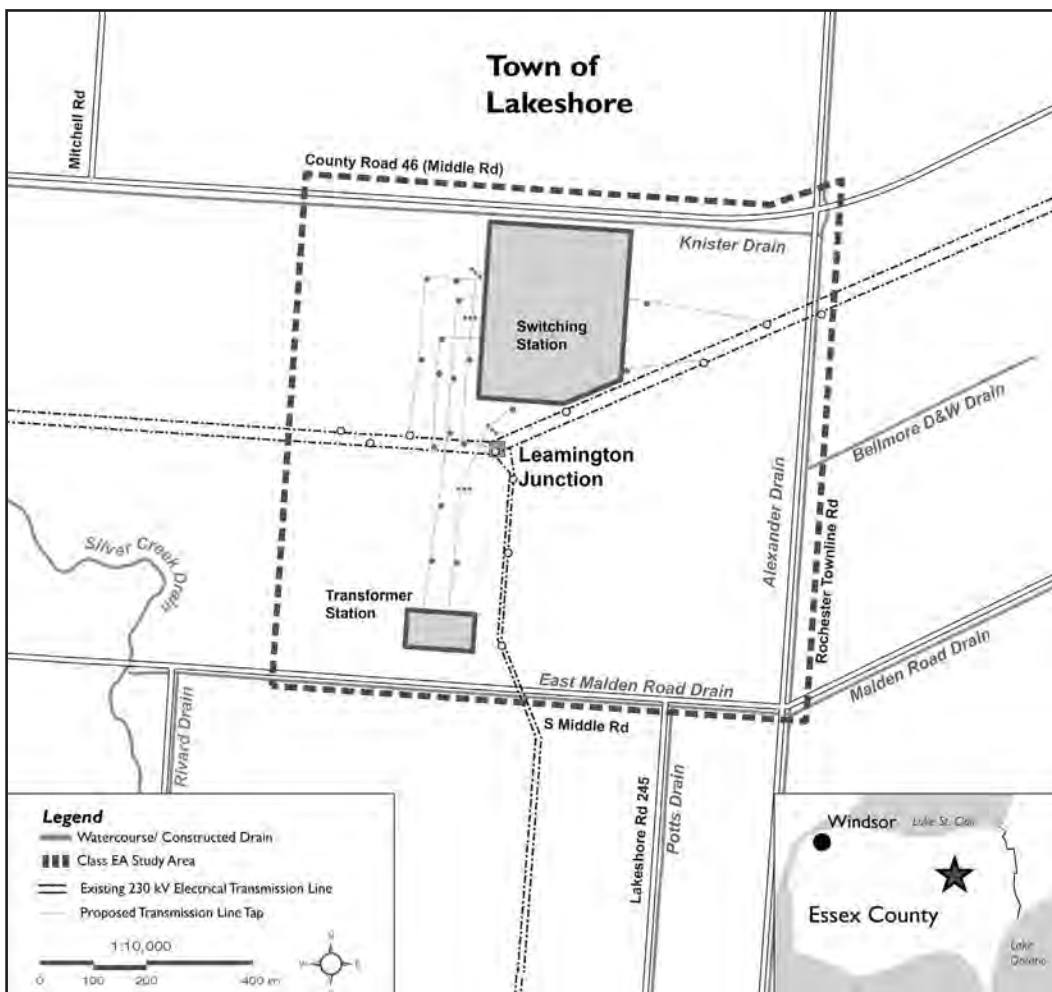 Town of
Lakeshore
Mitchell Rd
County Road 46 (Middle Rd)
Knister Drain
Switching
Station
Bellmore D&W Drain
Leamington
Junction
Alexander Drain
Rochester Townline Rd
Silver Creek Drain
Transformer
Station
East Malden Road Drain
Malden Road Drain
S Middle Rd
Rivard Drain
Lakeshore Rd 245
Potts Drain
Legend
Watercourse/ Constructed Drain
Class EA Study Area
Existing 230 kV Electrical Transmission Line
Proposed Transmission Line Tap
1:10,000
0 100 200 400 m
N
W E
Windsor
Lake St. Clair
Essex County
Lake